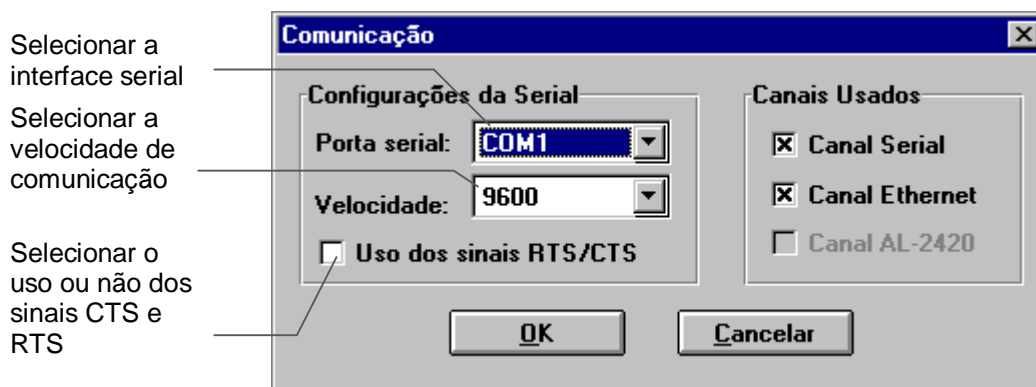 Selecionar a
interface serial
Selecionar a
velocidade de
comunicação
Selecionar o
uso ou não dos
sinais CTS e
RTS
Comunicação
Configurações da Serial
Porta serial: COM1
Velocidade: 9600
Uso dos sinais RTS/CTS
Canais Usados
Canal Serial
Canal Ethernet
Canal AL-2420
OK
Cancelar